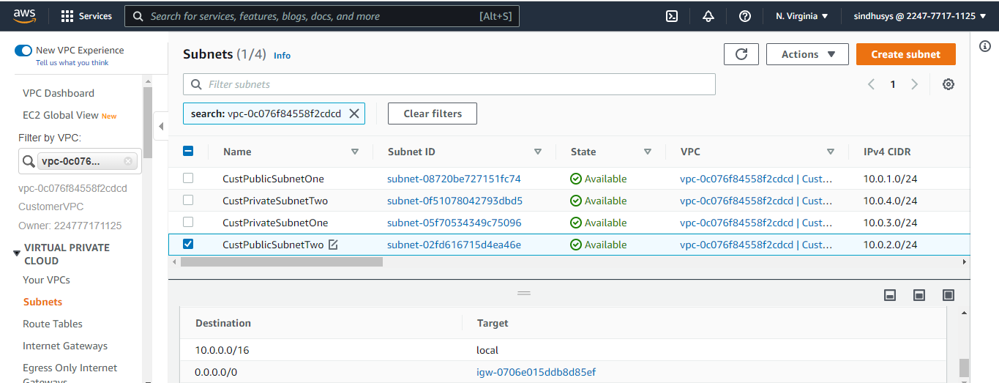 aws Services Search for services, features, blogs, docs, and more [Alt+S] N. Virginia sindhusys @ 2247-7717-1125
New VPC Experience
Tell us what you think
VPC Dashboard
EC2 Global View New
Filter by VPC:
vpc-0c076...
vpc-0c076f84558f2cdcd
CustomerVPC
Owner: 224777171125
VIRTUAL PRIVATE
CLOUD
Your VPCs
Subnets
Route Tables
Internet Gateways
Egress Only Internet
Gateways
Subnets (1/4) Info Actions Create subnet
Filter subnets 1
search: vpc-0c076f84558f2cdcd Clear filters
Name Subnet ID State VPC IPv4 CIDR
CustPublicSubnetOne subnet-08720be727151fc74 Available vpc-0c076f84558f2cdcd | Cust... 10.0.1.0/24
CustPrivateSubnetTwo subnet-0f51078042793dbd5 Available vpc-0c076f84558f2cdcd | Cust... 10.0.4.0/24
CustPrivateSubnetOne subnet-05f70534349c75096 Available vpc-0c076f84558f2cdcd | Cust... 10.0.3.0/24
CustPublicSubnetTwo subnet-02fd616715d4ea46e Available vpc-0c076f84558f2cdcd | Cust... 10.0.2.0/24
Destination Target
10.0.0.0/16 local
0.0.0.0/0 igw-0706e015ddb8d85ef